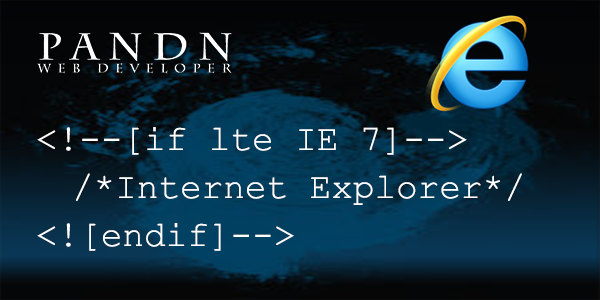 PANDN
WEB DEVELOPER
<!--[if lte IE 7]-->
/*Internet Explorer*/
<![endif]-->